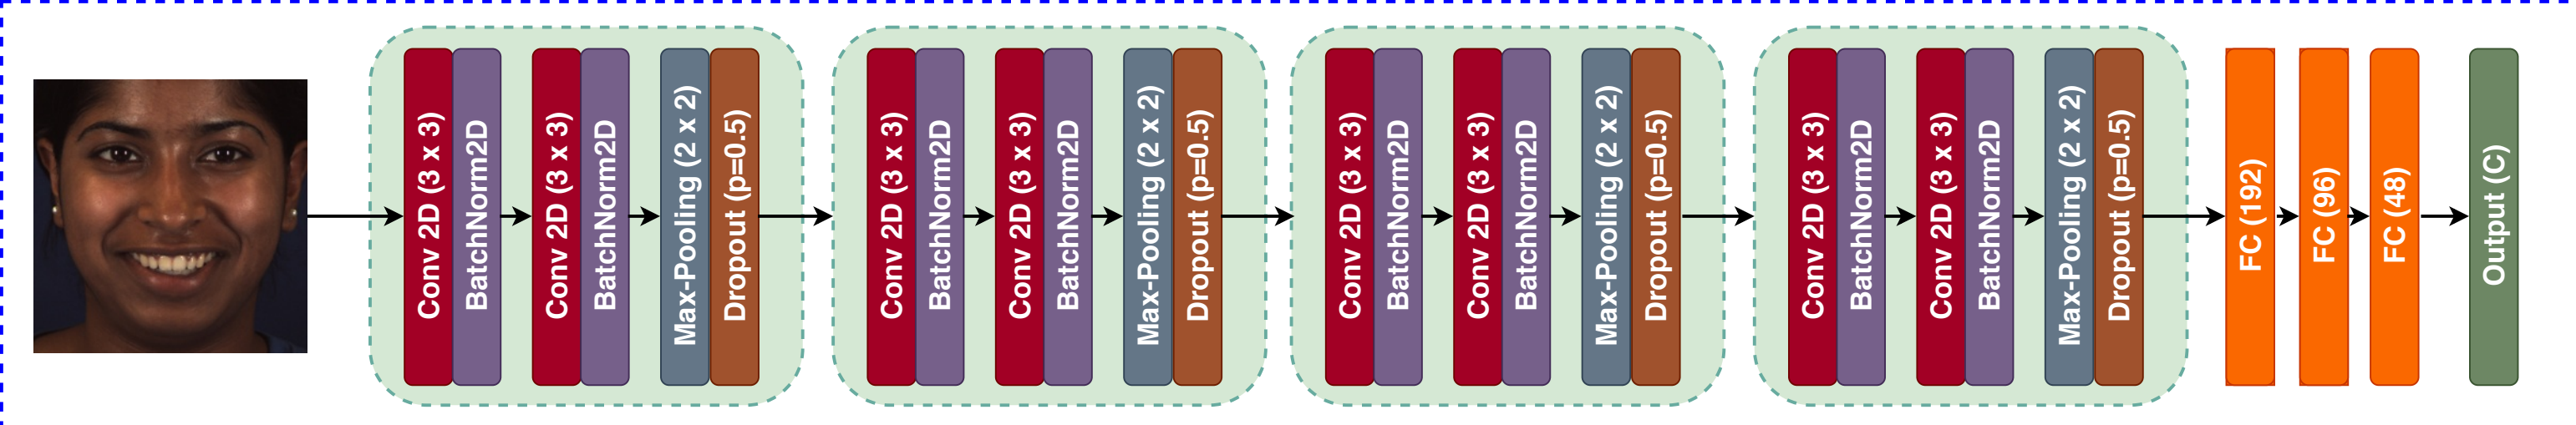 Conv 2D (3 x 3)
BatchNorm2D
Conv 2D (3 x 3)
BatchNorm2D
Max-Pooling (2 x 2)
Dropout (p=0.5)
Conv 2D (3 x 3)
BatchNorm2D
Conv 2D (3 x 3)
BatchNorm2D
Max-Pooling (2 x 2)
Dropout (p=0.5)
Conv 2D (3 x 3)
BatchNorm2D
Conv 2D (3 x 3)
BatchNorm2D
Max-Pooling (2 x 2)
Dropout (p=0.5)
Conv 2D (3 x 3)
BatchNorm2D
Conv 2D (3 x 3)
BatchNorm2D
Max-Pooling (2 x 2)
Dropout (p=0.5)
FC (192)
FC (96)
FC (48)
Output (C)